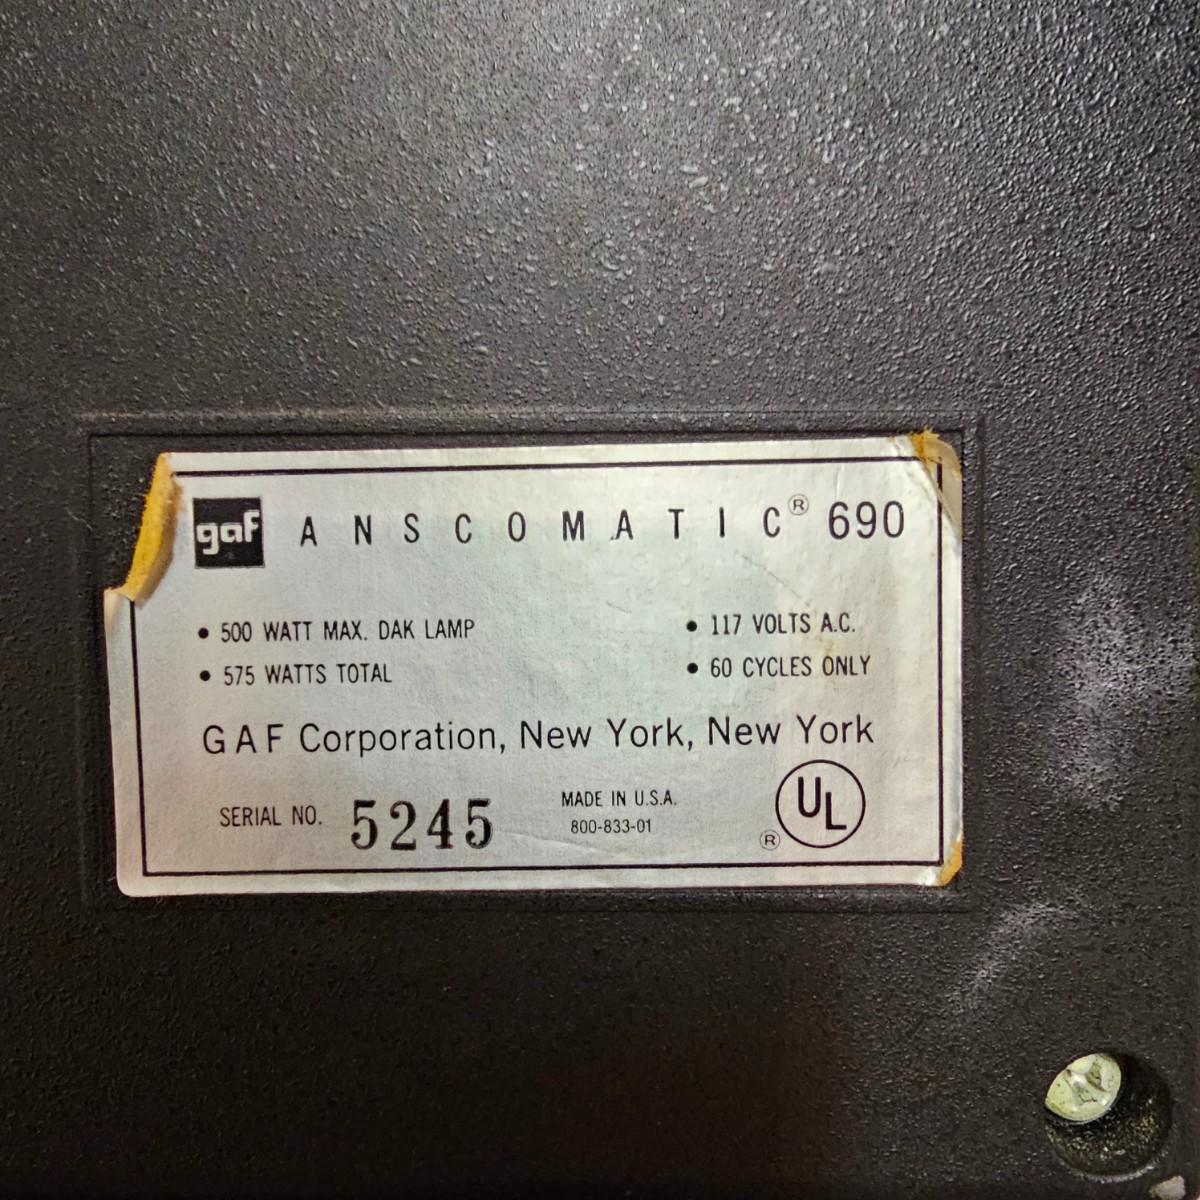 gaf ANSCOMATIC® 690
• 500 WATT MAX. DAK LAMP
• 117 VOLTS A.C.
• 575 WATTS TOTAL
• 60 CYCLES ONLY
GAF Corporation, New York, New York
SERIAL NO. 5245
MADE IN U.S.A.
800-833-01
® UL